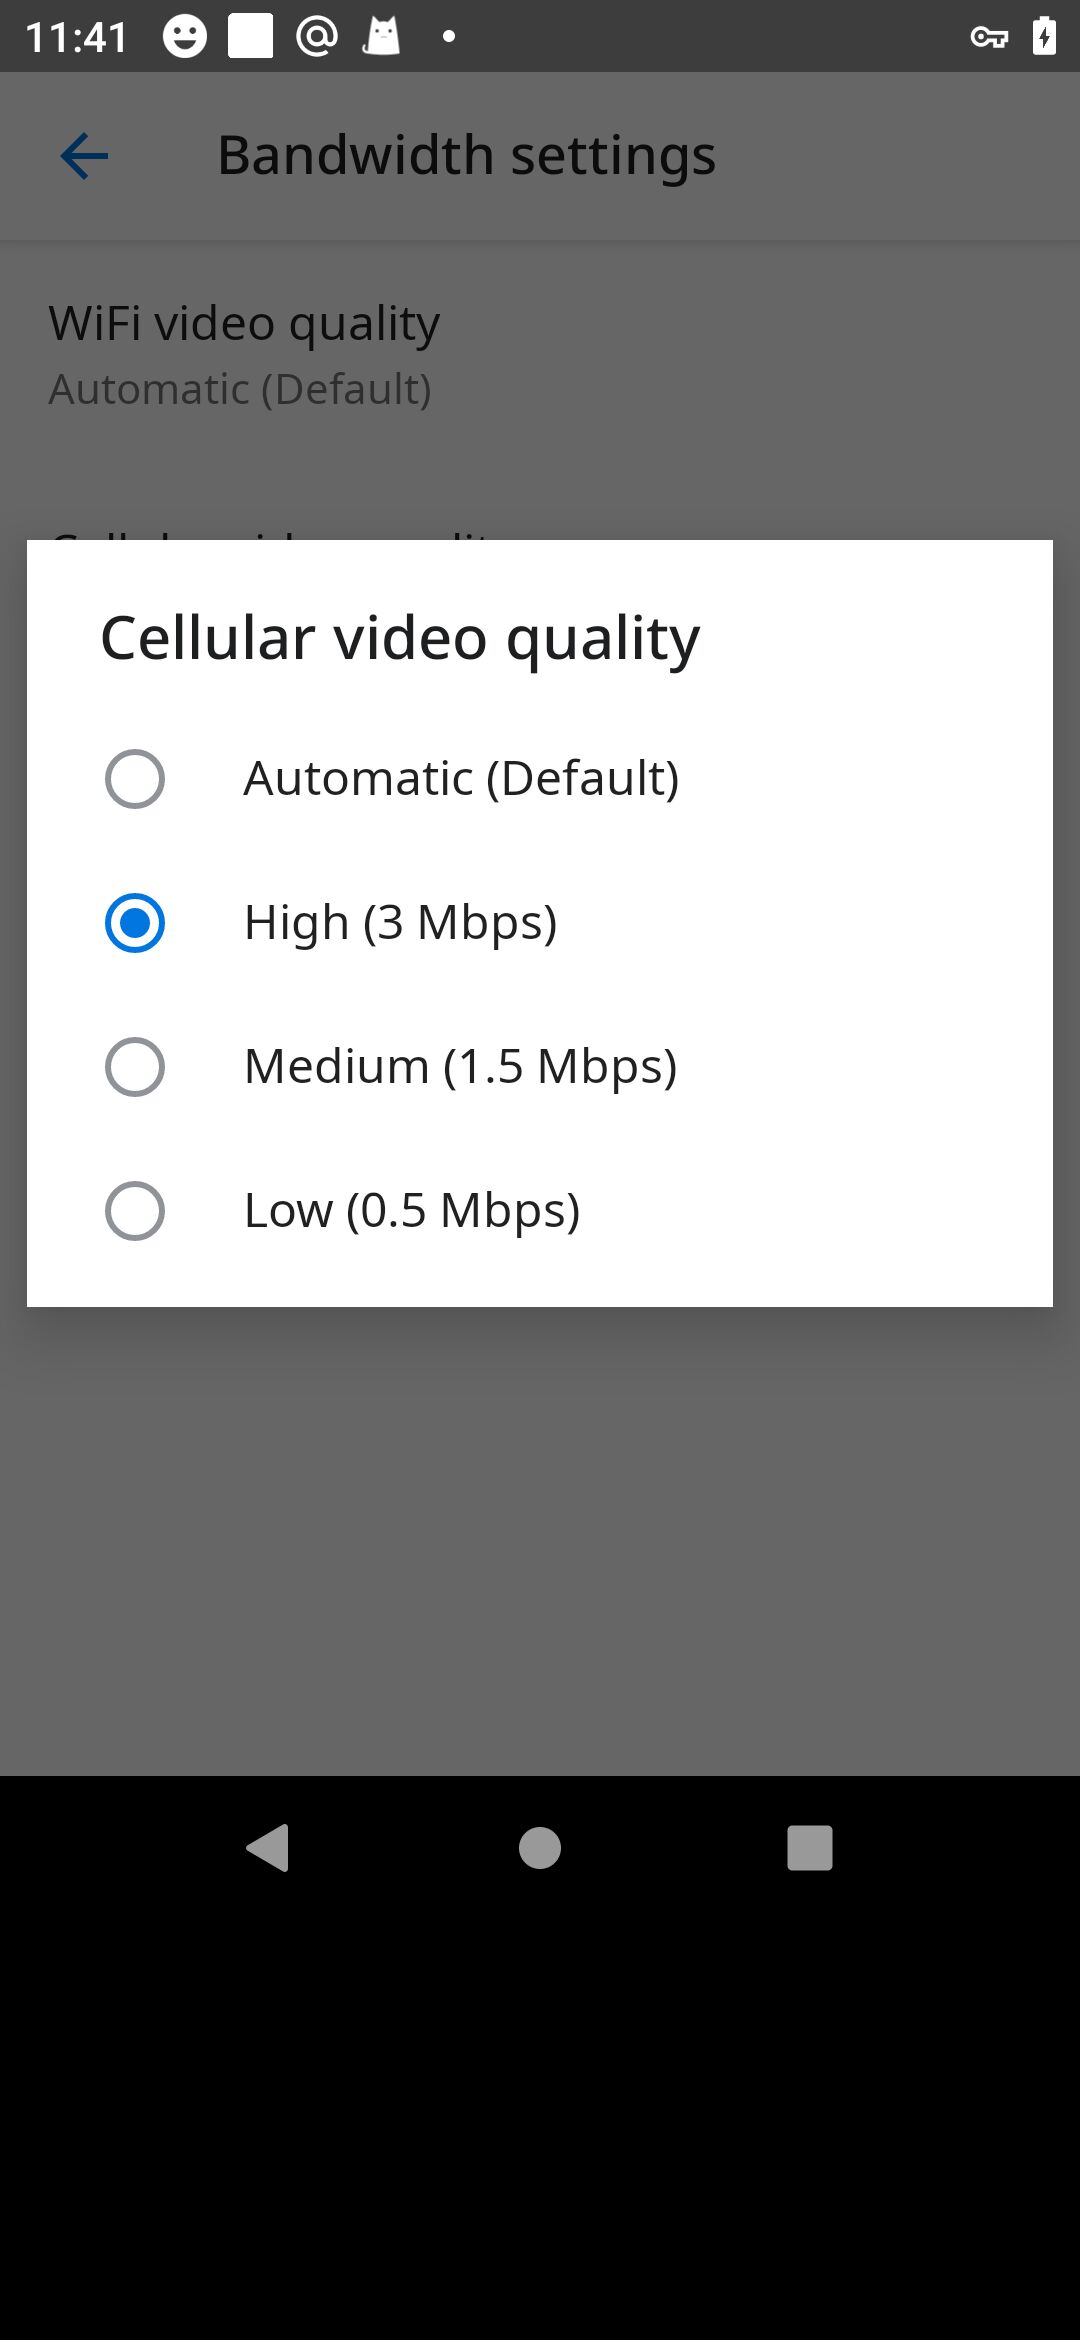 11:41
Bandwidth settings
WiFi video quality
Automatic (Default)
Cellular video quality
Automatic (Default)
High (3 Mbps)
Medium (1.5 Mbps)
Low (0.5 Mbps)